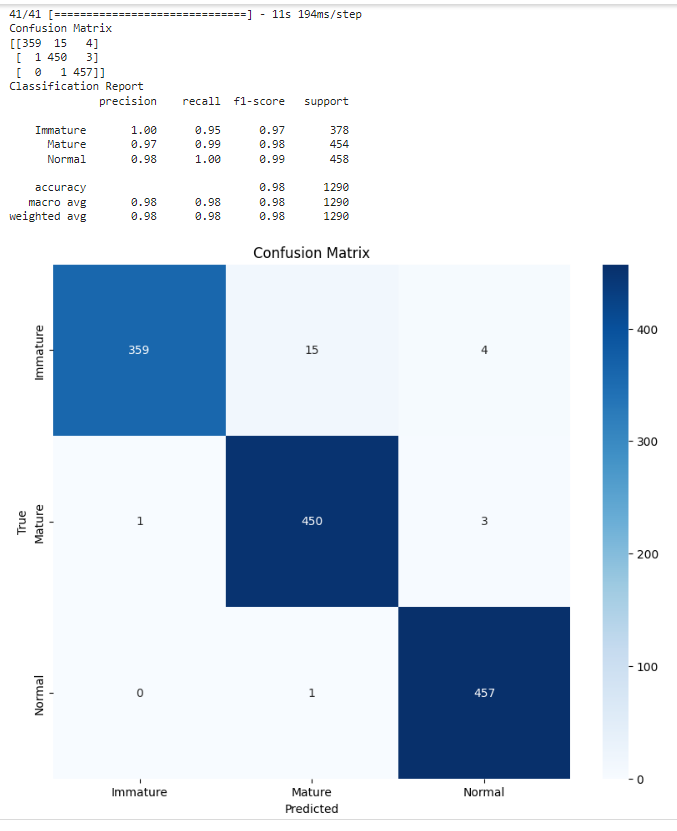 41/41 [==============================] - 11s 194ms/step
Confusion Matrix
[[359  15   4]
 [  1 450   3]
 [  0   1 457]]
Classification Report
              precision    recall  f1-score   support

    Immature       1.00      0.95      0.97       378
      Mature       0.97      0.99      0.98       454
      Normal       0.98      1.00      0.99       458

    accuracy                           0.98      1290
   macro avg       0.98      0.98      0.98      1290
weighted avg       0.98      0.98      0.98      1290

Confusion Matrix
Immature
359 15 4
400
300
True
Mature
1 450 3
200
100
Normal
0 1 457
0
Immature Mature Normal
Predicted